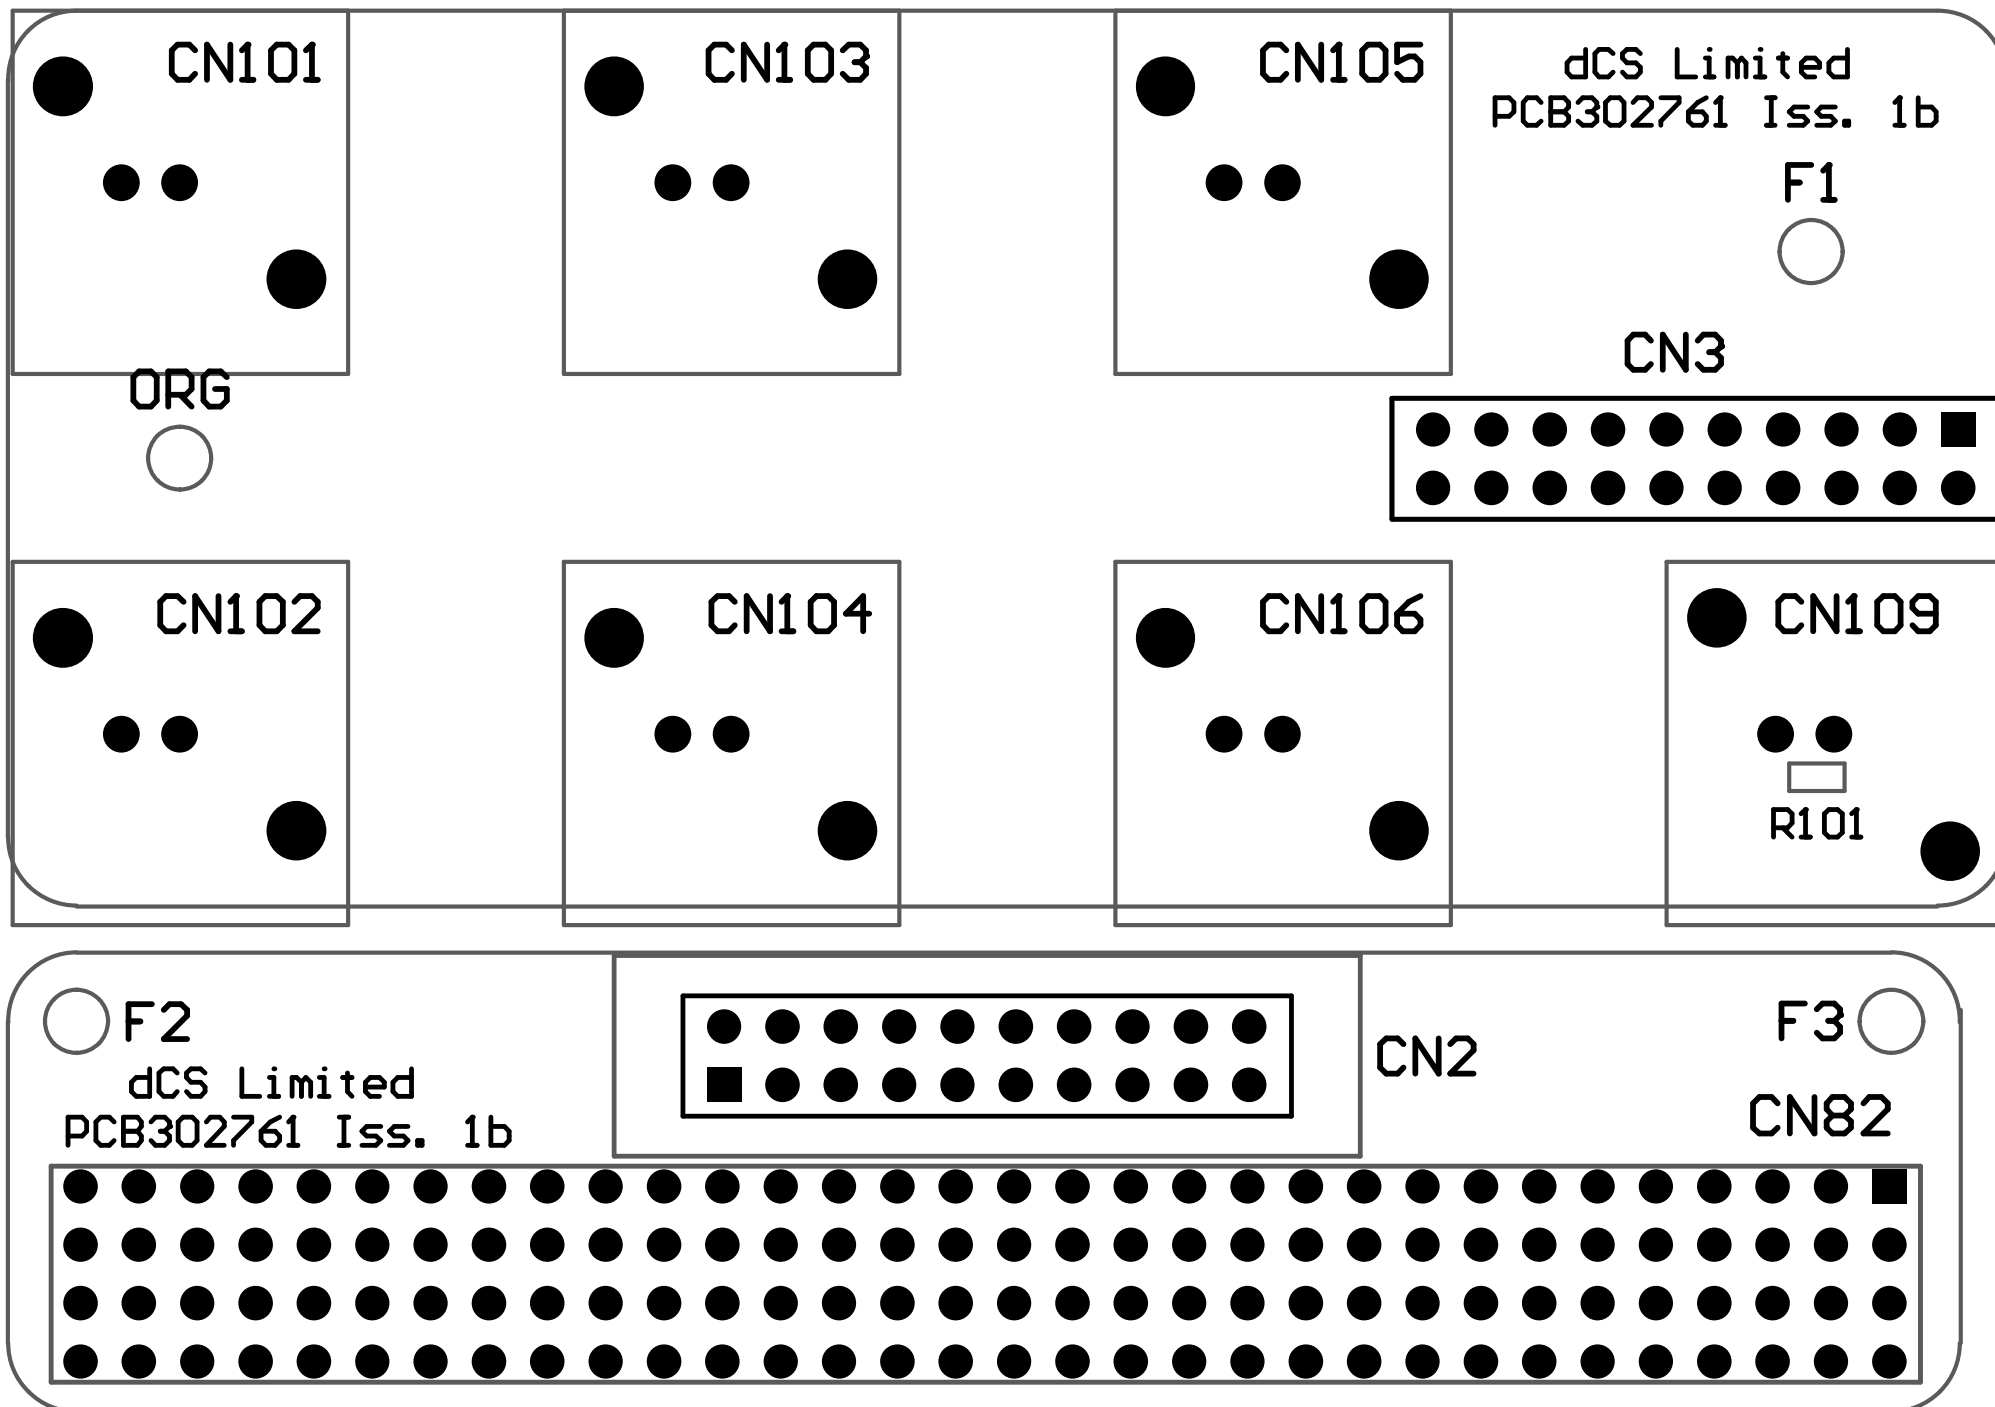 CN101
CN103
CN105
dCS Limited
PCB302761 Iss. 1b
F1
CN3
ORG
CN102
CN104
CN106
CN109
R101
F2
dCS Limited
PCB302761 Iss. 1b
CN2
F3
CN82